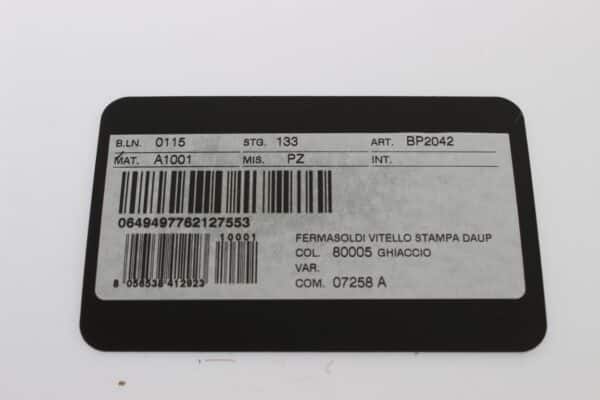 B.LN. 0115 STG. 133 ART. BP2042
MAT. A1001 MIS. PZ INT.
0649497762127553
10001
FERMASOLDI VITELLO STAMPA DAUP
COL. 80005 GHIACCIO
VAR.
COM. 07258 A
8 056538 412923